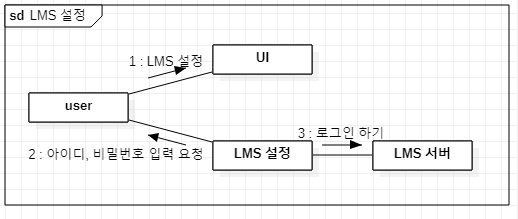 sd LMS 설정
1 : LMS 설정
UI
user
3 : 로그인 하기
2 : 아이디, 비밀번호 입력 요청
LMS 설정
LMS 서버